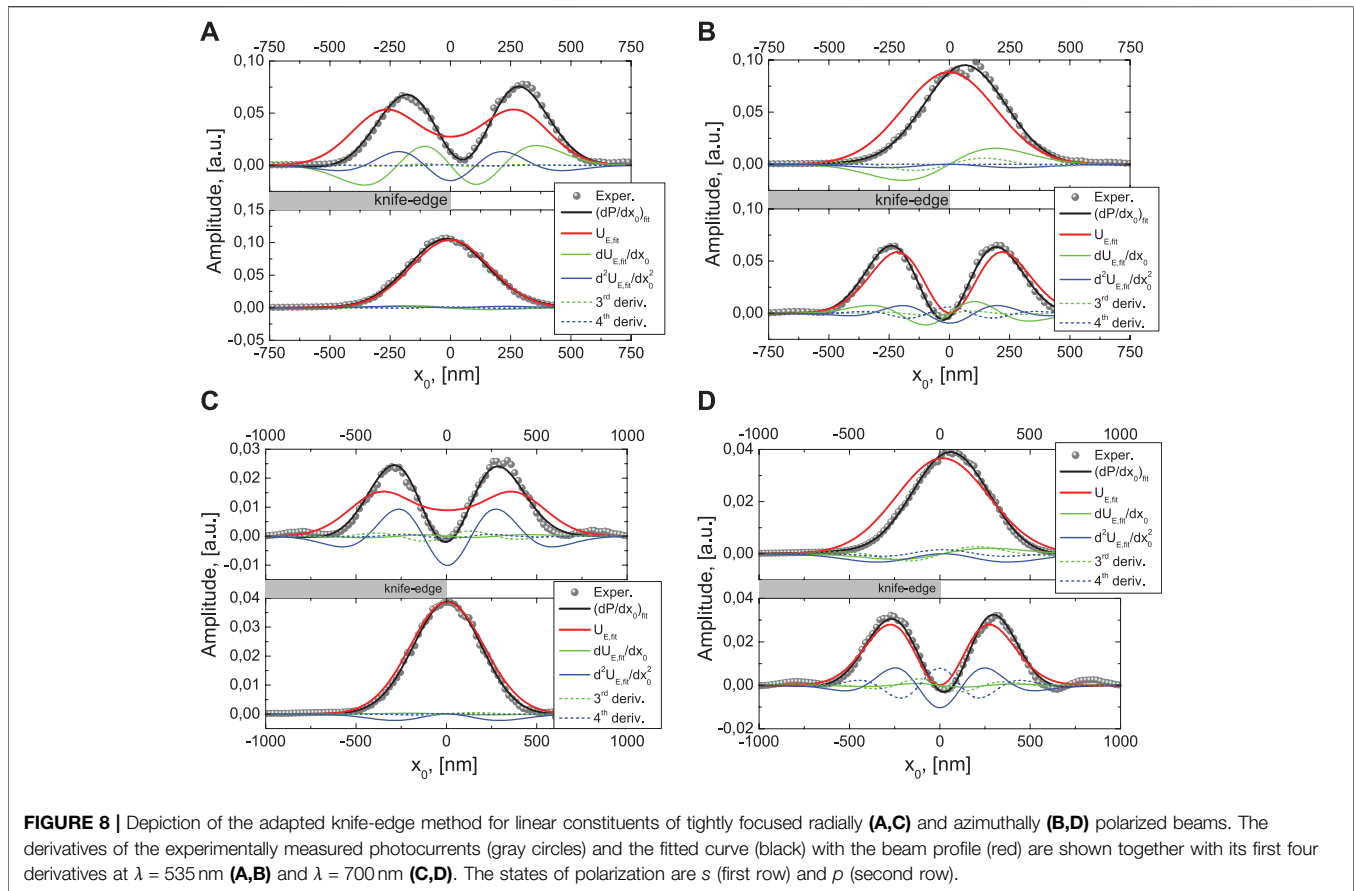 A
-750 -500 -250 0 250 500 750
0,10
0,05
0,00
knife-edge
0,15
0,10
0,05
0,00
-0,05
-750 -500 -250 0 250 500 750
Amplitude, [a.u.]
x0, [nm]
Exper.
(dP/dx0)fit
UE,fit
dUE,fit/dx0
d2UE,fit/dx02
3rd deriv.
4th deriv.
B
-750 -500 -250 0 250 500 750
0,10
0,05
0,00
knife-edge
0,10
0,05
0,00
-0,05
-750 -500 -250 0 250 500 750
Amplitude, [a.u.]
x0, [nm]
Exper.
(dP/dx0)fit
UE,fit
dUE,fit/dx0
d2UE,fit/dx02
3rd deriv.
4th deriv.
C
-1000 -500 0 500 1000
0,03
0,02
0,01
0,00
-0,01
knife-edge
0,04
0,03
0,02
0,01
0,00
-1000 -500 0 500 1000
Amplitude, [a.u.]
x0, [nm]
Exper.
(dP/dx0)fit
UE,fit
dUE,fit/dx0
d2UE,fit/dx02
3rd deriv.
4th deriv.
D
-1000 -500 0 500 1000
0,04
0,02
0,00
knife-edge
0,04
0,02
0,00
-0,02
-1000 -500 0 500 1000
Amplitude, [a.u.]
x0, [nm]
Exper.
(dP/dx0)fit
UE,fit
dUE,fit/dx0
d2UE,fit/dx02
3rd deriv.
4th deriv.
FIGURE 8 | Depiction of the adapted knife-edge method for linear constituents of tightly focused radially (A,C) and azimuthally (B,D) polarized beams. The
derivatives of the experimentally measured photocurrents (gray circles) and the fitted curve (black) with the beam profile (red) are shown together with its first four
derivatives at λ = 535 nm (A,B) and λ = 700 nm (C,D). The states of polarization are s (first row) and p (second row).